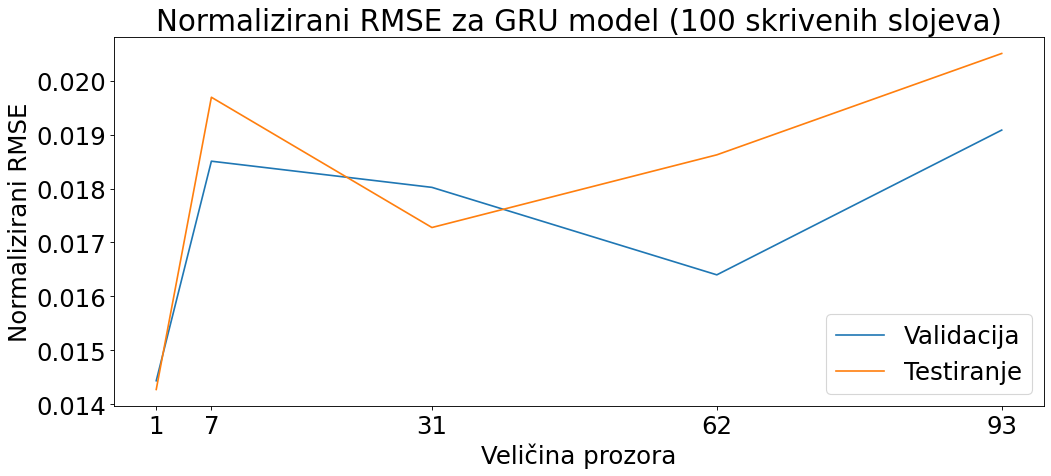 Normalizirani RMSE za GRU model (100 skrivenih slojeva)
Normalizirani RMSE
0.020
0.019
0.018
0.017
0.016
0.015
0.014
Validacija
Testiranje
1 7 31 62 93
Veličina prozora